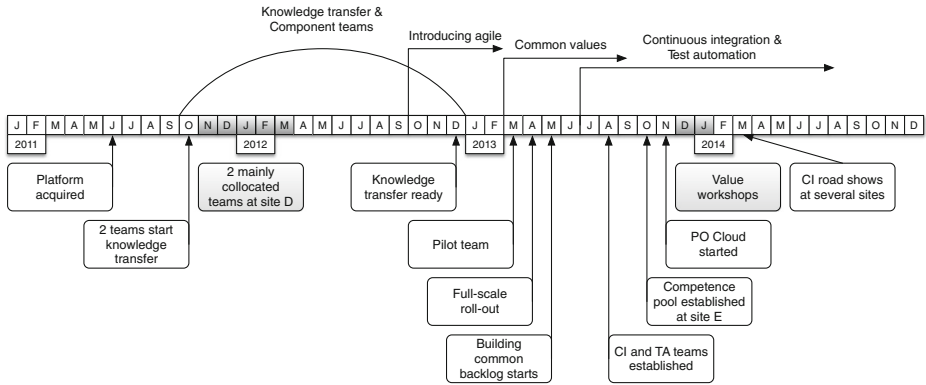 Knowledge transfer &
Component teams
Introducing agile
Common values
Continuous integration &
Test automation
J F M A M J J A S O N D J F M A M J J A S O N D J F M A M J J A S O N D J F M A M J J A S O N D
2011
2012
2013
2014
Platform
acquired
2 teams start
knowledge
transfer
2 mainly
collocated
teams at site D
Knowledge
transfer ready
Pilot team
Full-scale
roll-out
Building
common
backlog starts
CI and TA teams
established
Competence
pool established
at site E
PO Cloud
started
Value
workshops
CI road shows
at several sites